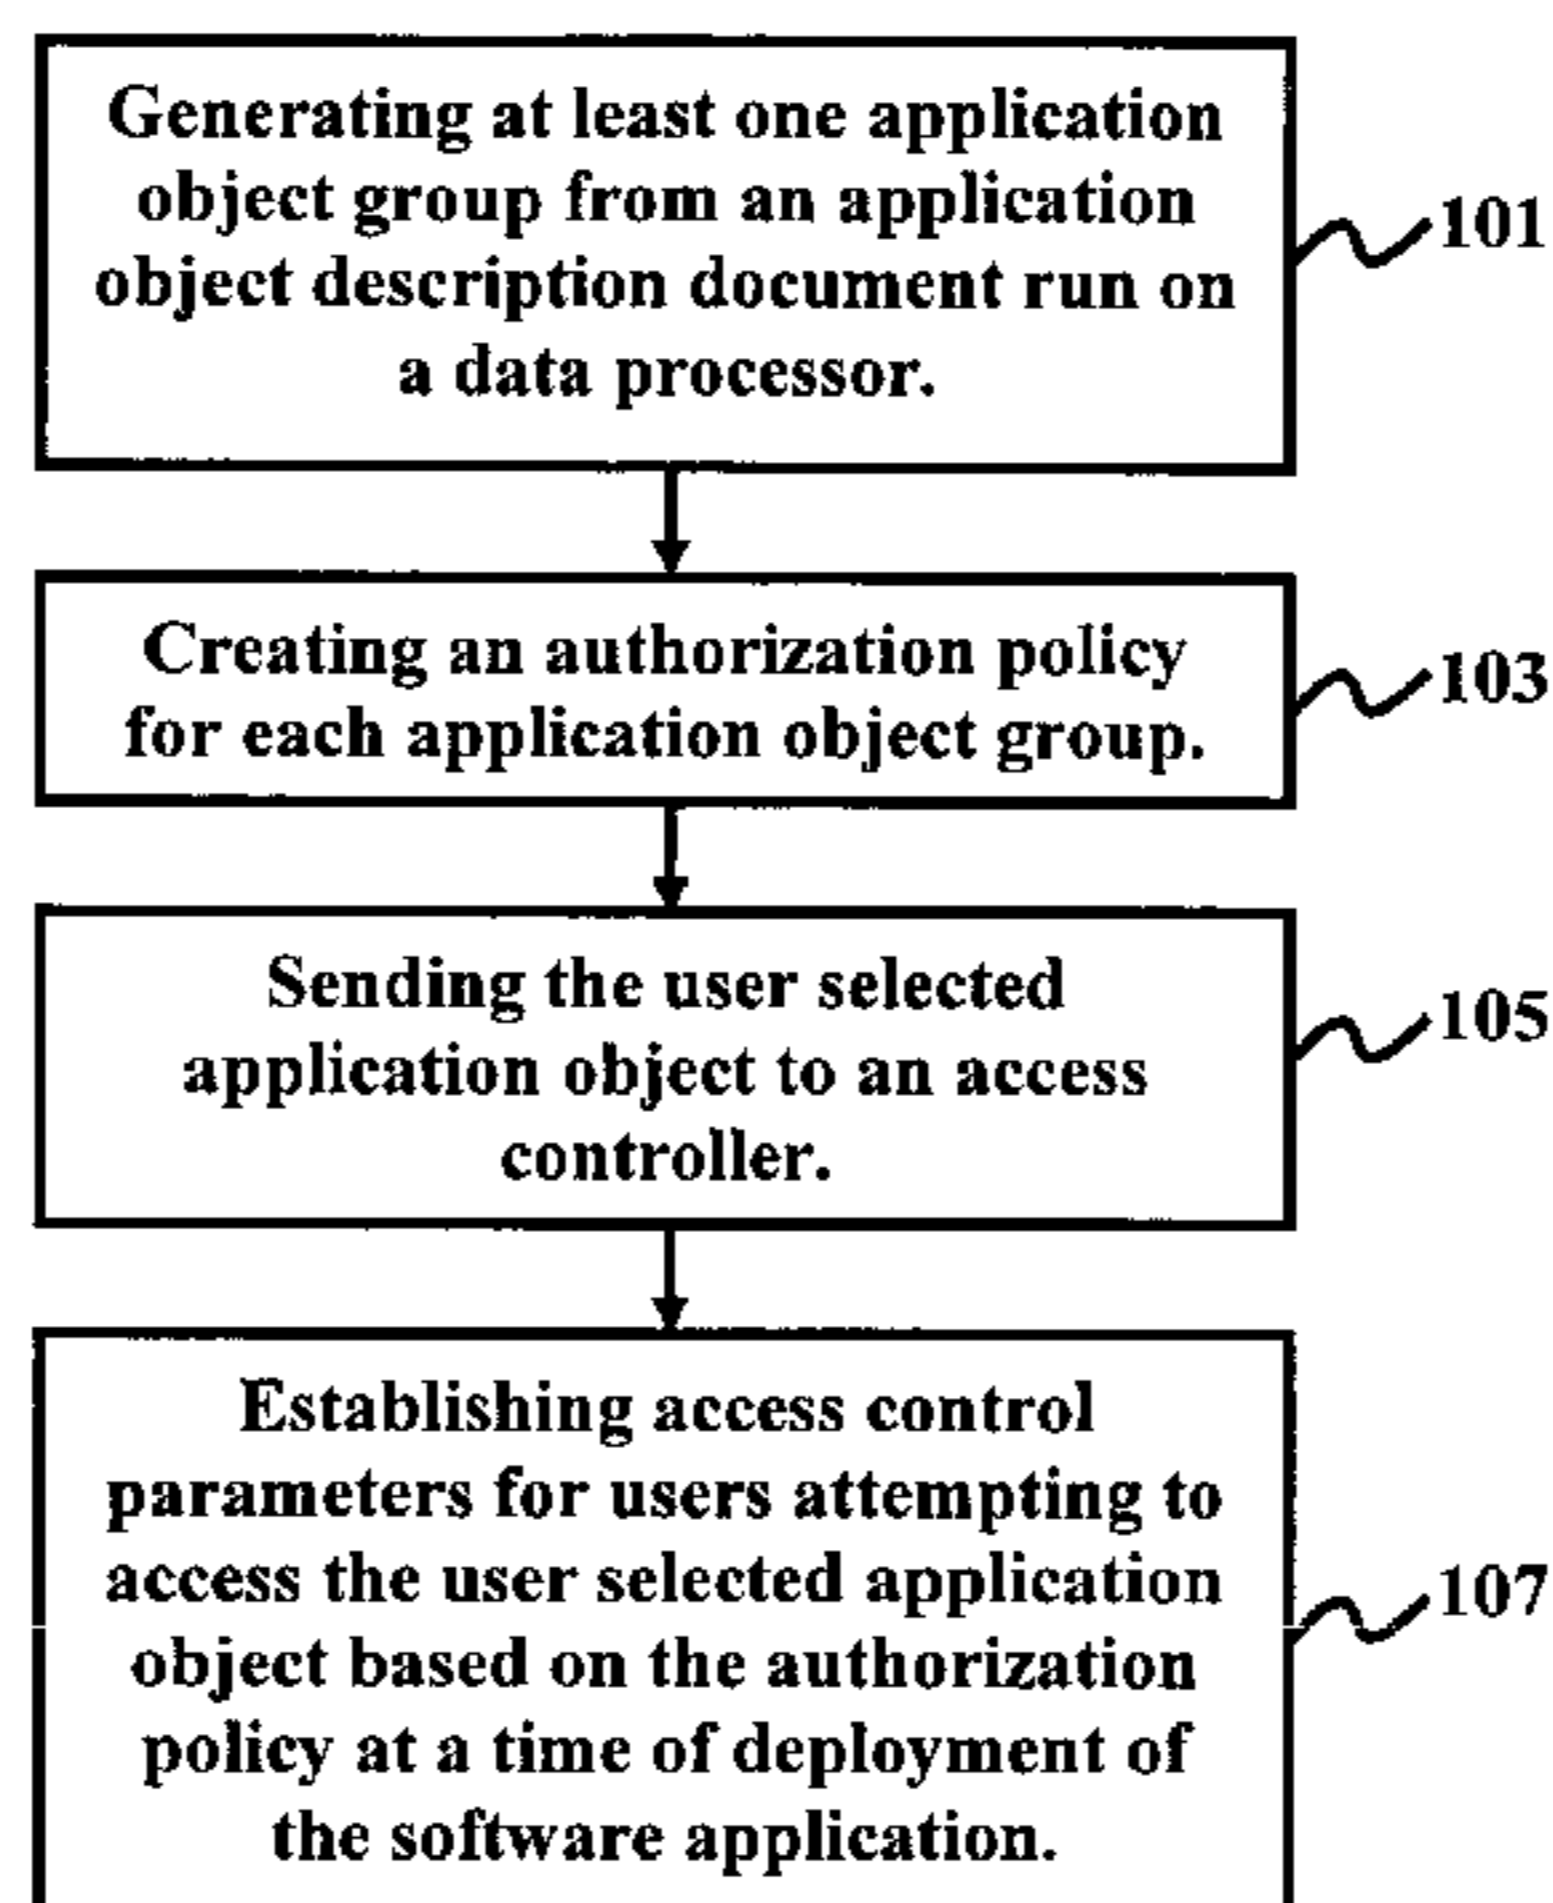 Generating at least one application
object group from an application
object description document run on
a data processor.
101
Creating an authorization policy
for each application object group.
103
Sending the user selected
application object to an access
controller.
105
Establishing access control
parameters for users attempting to
access the user selected application
object based on the authorization
policy at a time of deployment of
the software application.
107